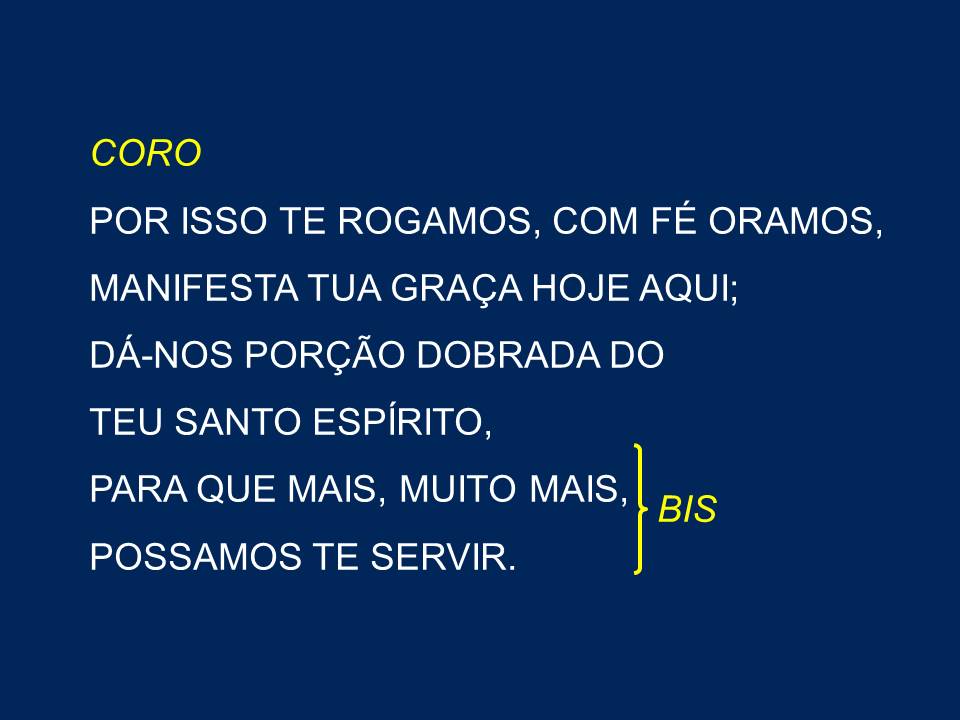 CORO
POR ISSO TE ROGAMOS, COM FÉ ORAMOS,
MANIFESTA TUA GRAÇA HOJE AQUI;
DÁ-NOS PORÇÃO DOBRADA DO
TEU SANTO ESPÍRITO,
PARA QUE MAIS, MUITO MAIS,
POSSAMOS TE SERVIR.
BIS